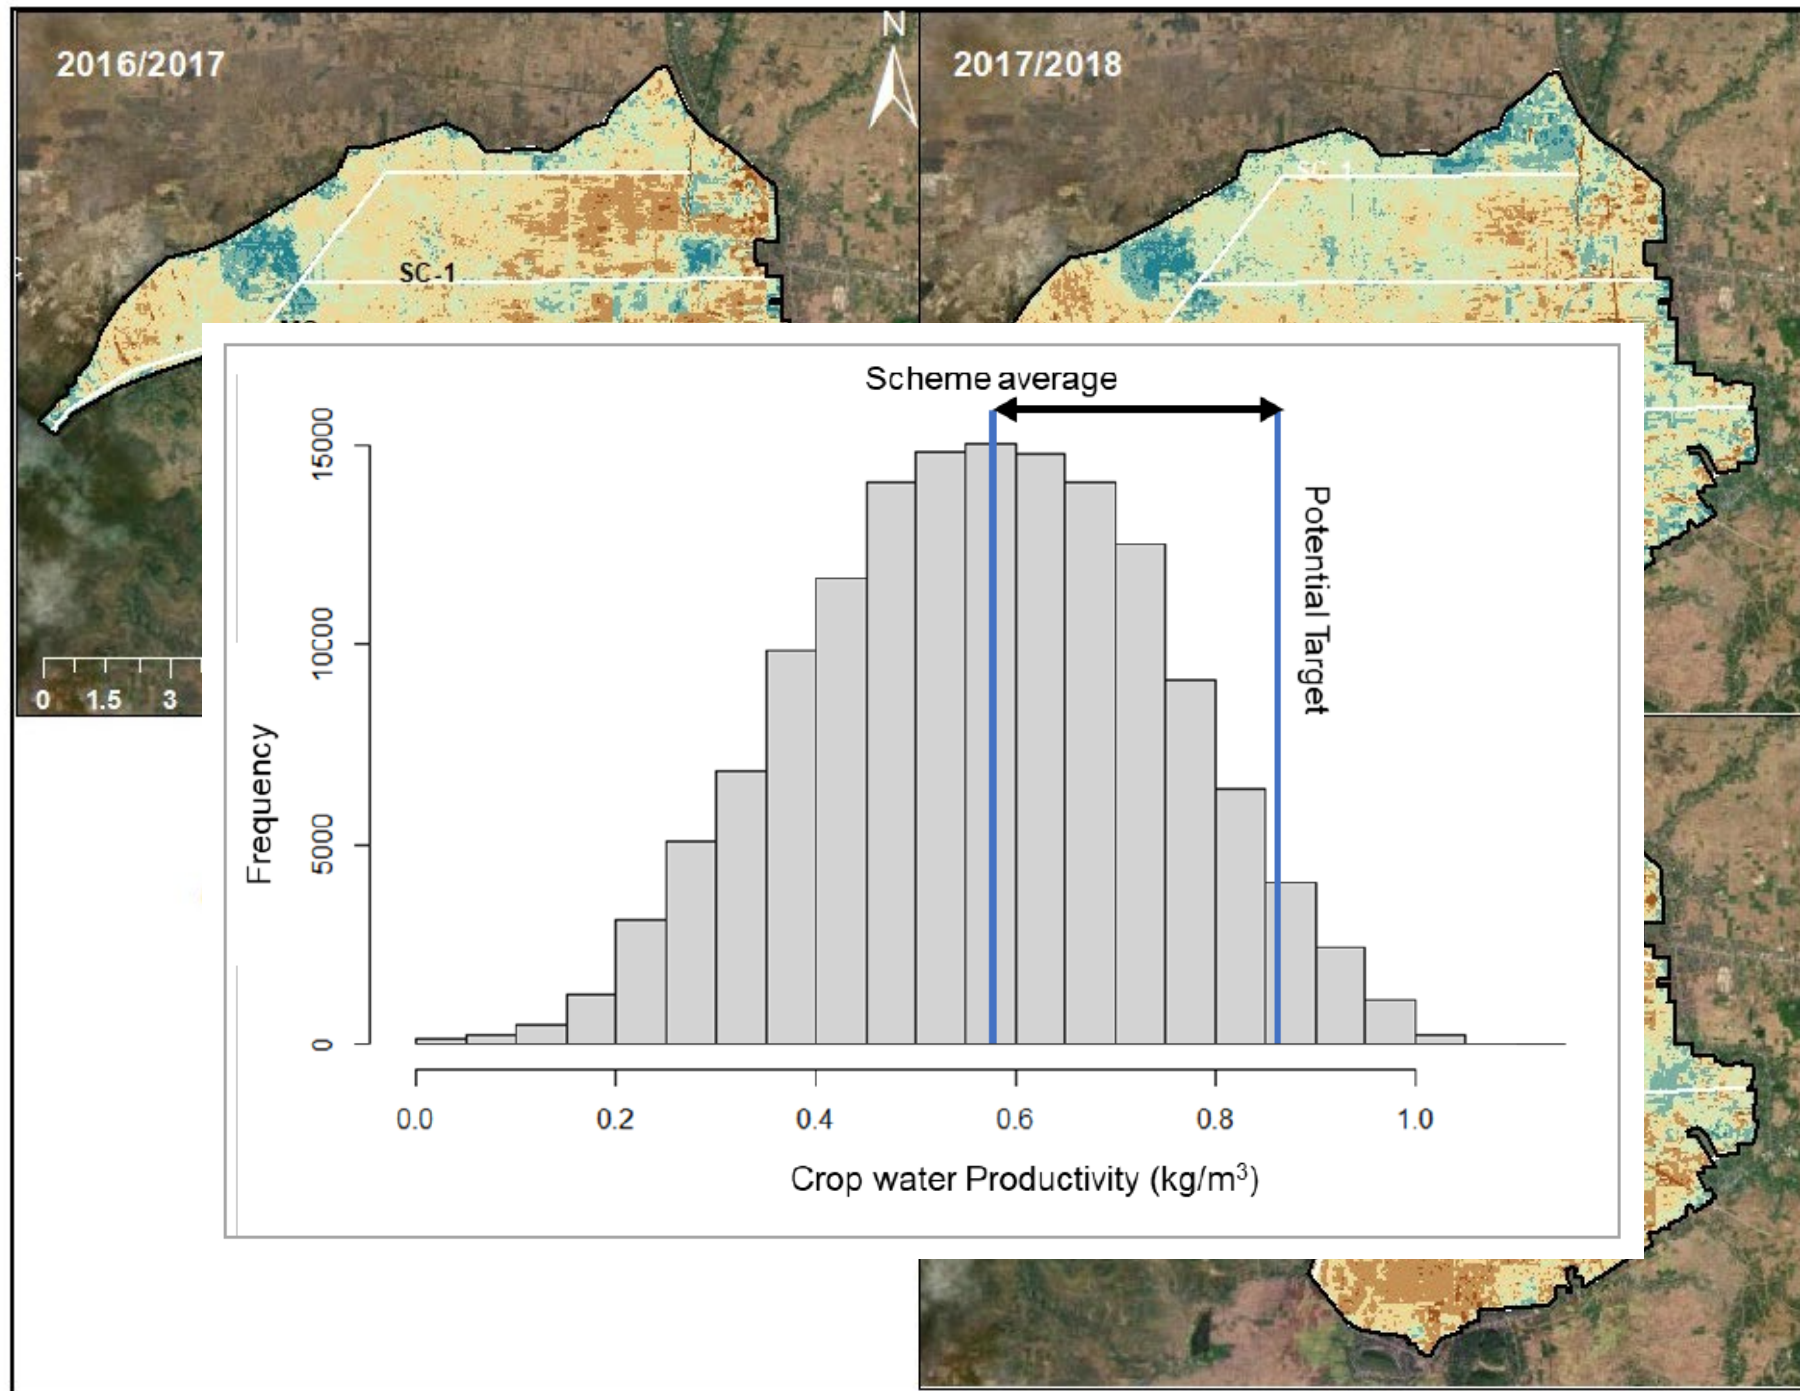 2016/2017
N
2017/2018
SC-1
SC-1
0 1.5 3
Scheme average
Potential Target
15000
10000
5000
0
Frequency
0.0 0.2 0.4 0.6 0.8 1.0
Crop water Productivity (kg/m³)